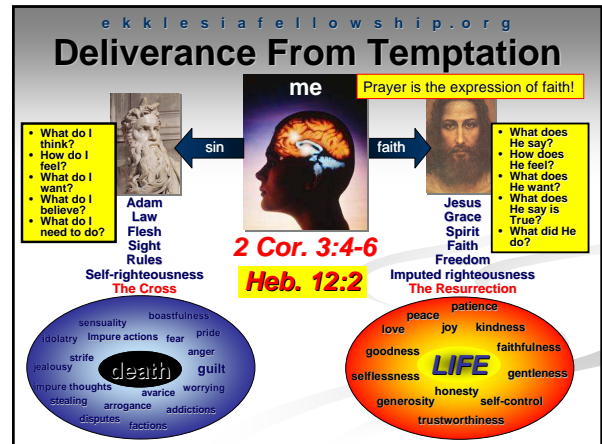 ekklesiafellowship.org
Deliverance From Temptation
me
Prayer is the expression of faith!
• What do I
think?
• How do I
feel?
• What do I
want?
• What do I
believe?
• What do I
need to do?
sin
faith
• What does
He say?
• How does
He feel?
• What does
He want?
• What does
He say is
True?
• What did He
do?
Adam
Law
Flesh
Sight
Rules
Self-righteousness
The Cross
2 Cor. 3:4-6
Heb. 12:2
Jesus
Grace
Spirit
Faith
Freedom
Imputed righteousness
The Resurrection
boastfulness
sensuality
idolatry
Impure actions
fear
pride
strife
anger
jealousy
death
guilt
impure thoughts
avarice
worrying
stealing
arrogance
addictions
disputes
factions
patience
peace
love
joy
kindness
goodness
faithfulness
LIFE
selflessness
gentleness
honesty
generosity
self-control
trustworthiness